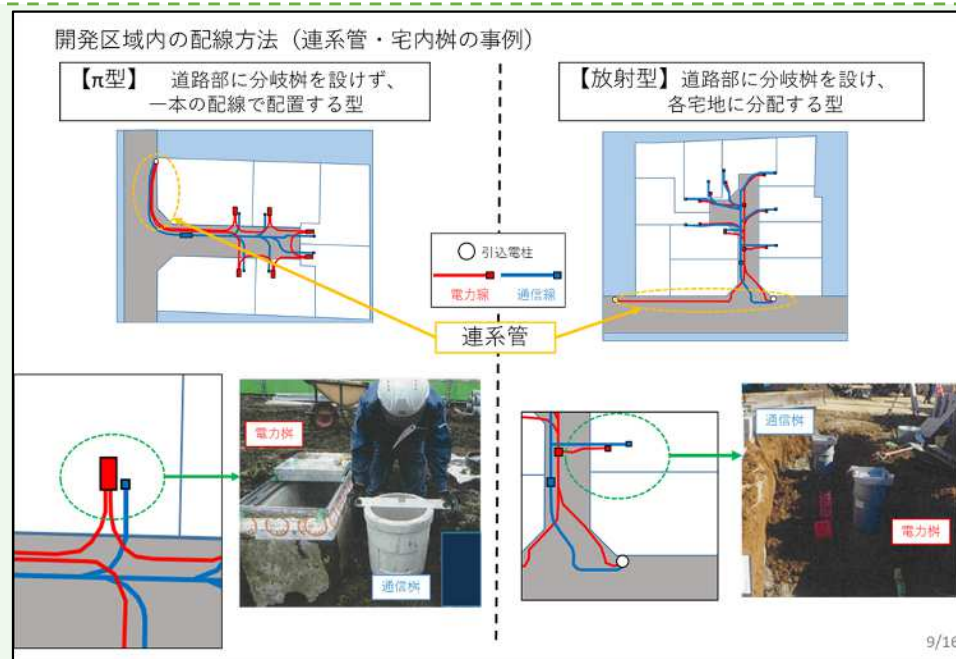 開発区域内の配線方法（連系管・宅内桝の事例）
【π型】 道路部に分岐桝を設けず、
一本の配線で配置する型
【放射型】道路部に分岐桝を設け、
各宅地に分配する型
引込電柱
電力線 通信線
連系管
電力桝
通信桝
通信桝
電力桝
9/16